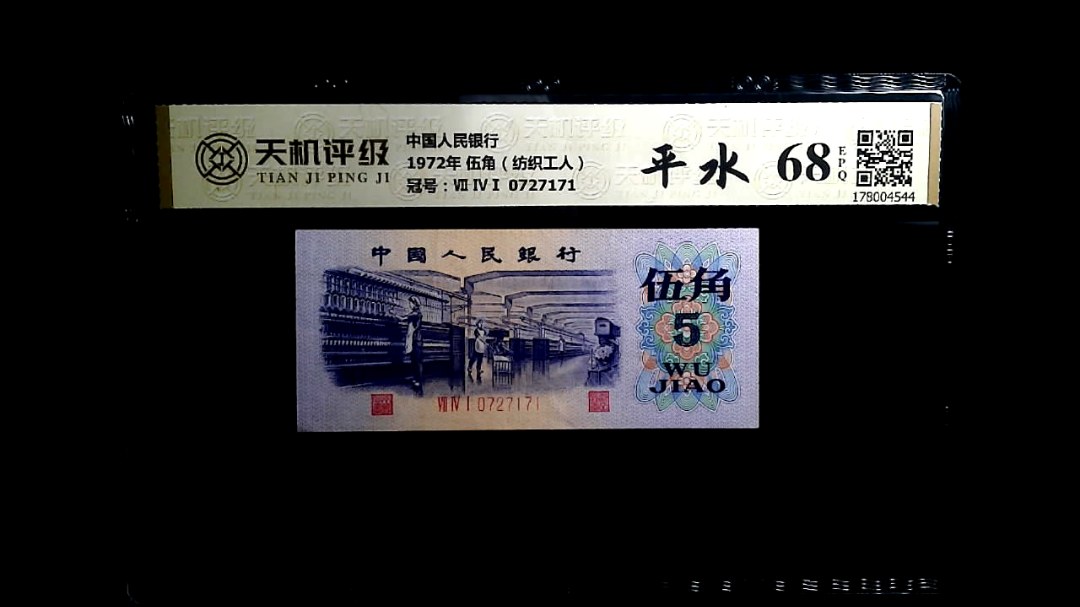 天机评级
TIAN JI PING JI
中国人民银行
1972年 伍角（纺织工人）
冠号：Ⅶ Ⅳ Ⅰ 0727171
平水 68
EPQ
178004544
中國人民銀行
伍角
5
WU
JIAO
Ⅶ Ⅳ Ⅰ 0727171